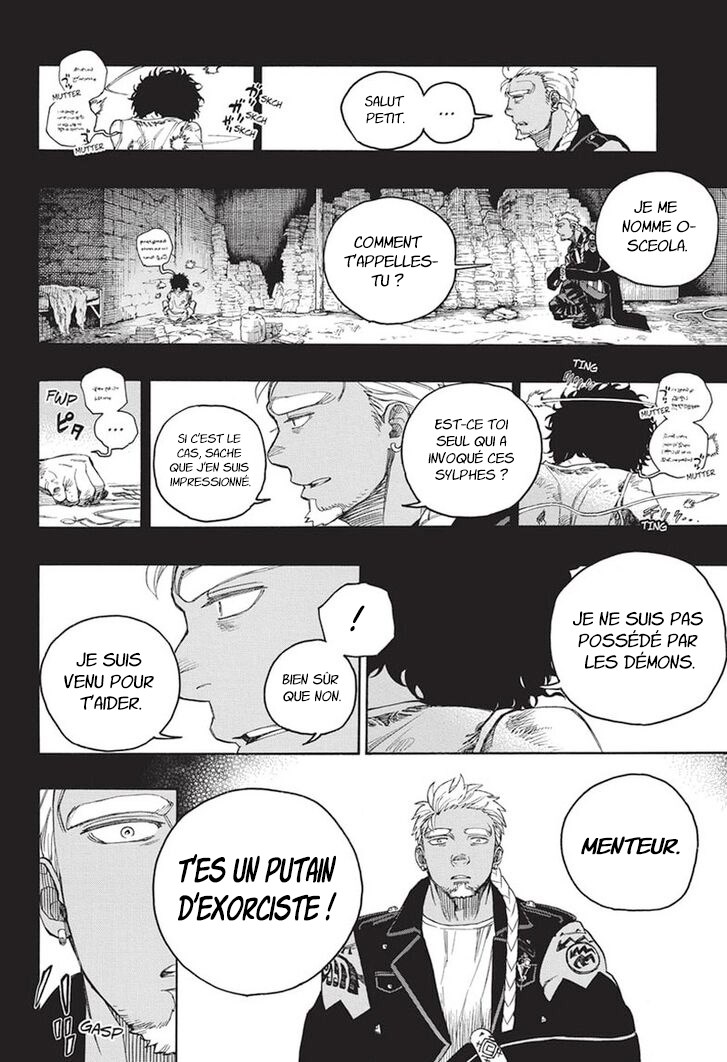 SALUT
PETIT.
...
SKCH
SKCH
SKCH
MUTTER
MUTTER
JE ME
NOMME O-
SCEOLA.
COMMENT
T'APPELLES-
TU ?
TING
MUTTER
MUTTER
TING
EST-CE TOI
SEUL QUI A
INVOQUÉ CES
SYLPHES ?
SI C'EST LE
CAS, SACHE
QUE J'EN SUIS
IMPRESSIONNÉ.
...
FWP
ピタ
JE NE SUIS PAS
POSSÉDÉ PAR
LES DÉMONS.
!
BIEN SÛR
QUE NON.
JE SUIS
VENU POUR
T'AIDER.
MENTEUR.
T'ES UN PUTAIN
D'EXORCISTE !
GASP